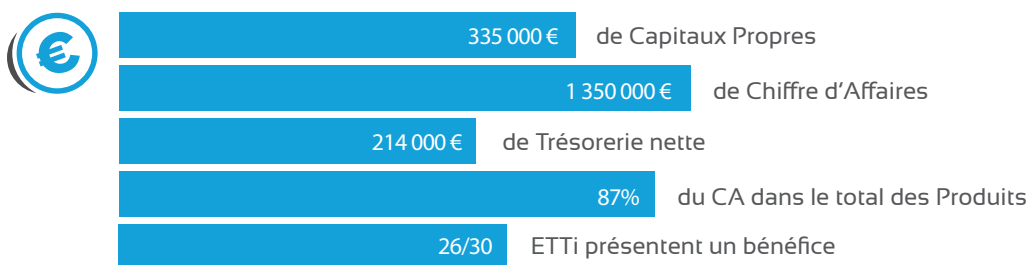 €
335 000 € de Capitaux Propres
1 350 000 € de Chiffre d'Affaires
214 000 € de Trésorerie nette
87% du CA dans le total des Produits
26/30 ETTi présentent un bénéfice